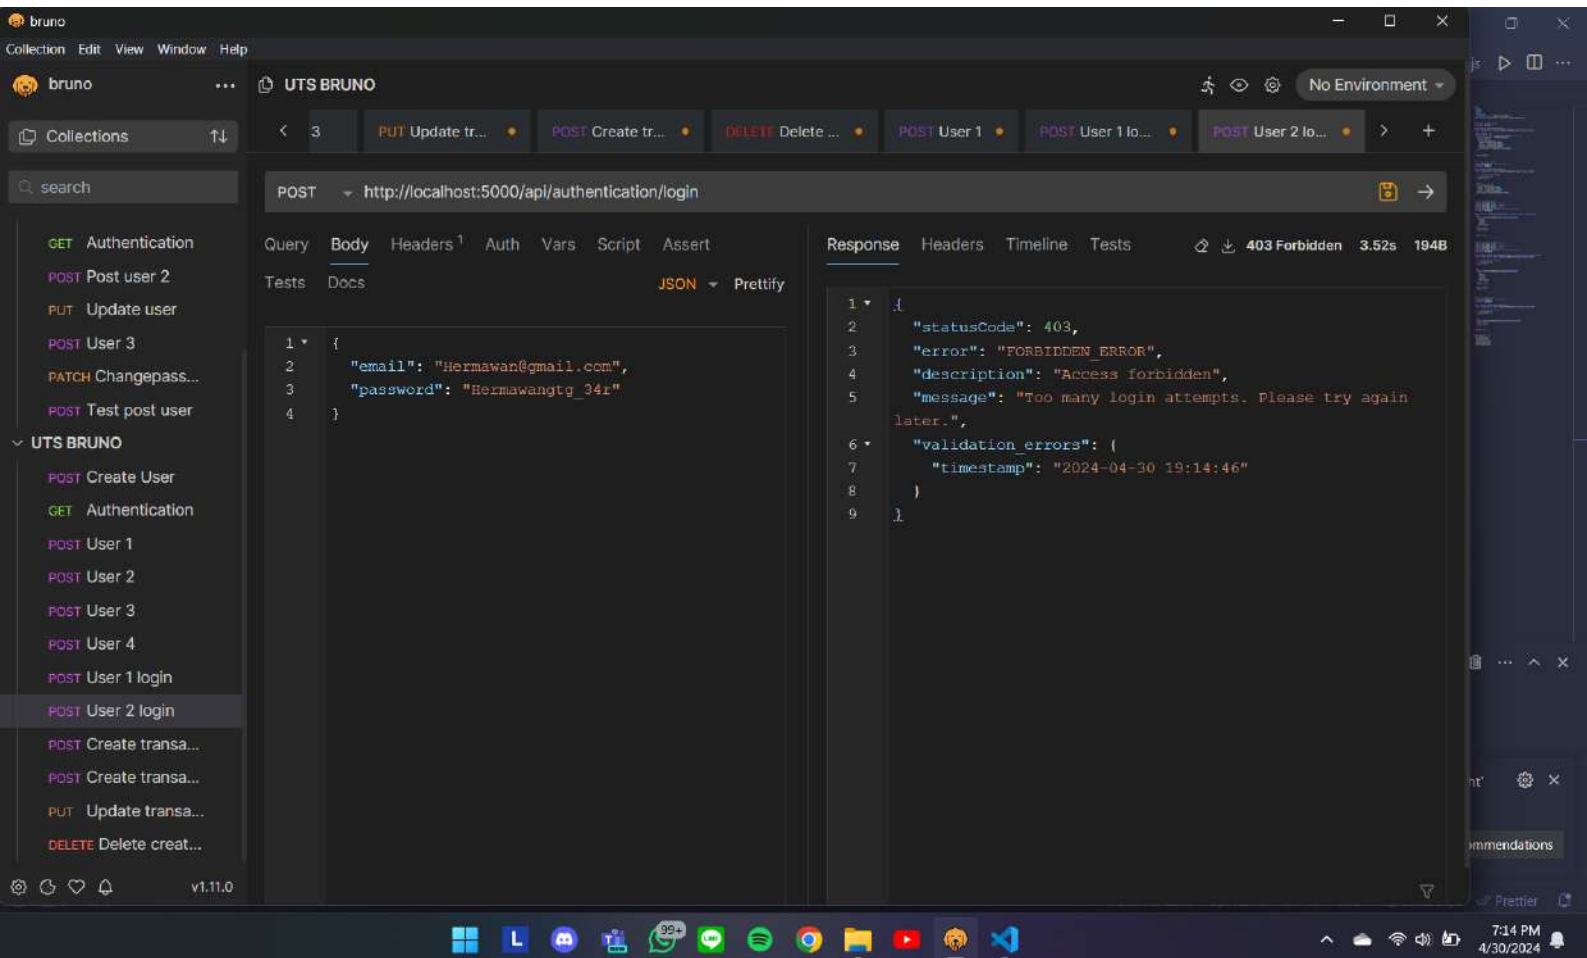 bruno
Collection Edit View Window Help
bruno ...
UTS BRUNO
No Environment
js
Collections
3
PUT Update tr...
POST Create tr...
DELETE Delete ...
POST User 1
POST User 1 lo...
POST User 2 lo...
search
POST http://localhost:5000/api/authentication/login
GET Authentication
POST Post user 2
PUT Update user
POST User 3
PATCH Changepass...
POST Test post user
UTS BRUNO
POST Create User
GET Authentication
POST User 1
POST User 2
POST User 3
POST User 4
POST User 1 login
POST User 2 login
POST Create transa...
POST Create transa...
PUT Update transa...
DELETE Delete creat...
v1.11.0
Query Body Headers 1 Auth Vars Script Assert
Tests Docs
JSON Prettify
1 {
2 "email": "Hermawan@gmail.com",
3 "password": "Hermawangtg_34r"
4 }
Response Headers Timeline Tests
403 Forbidden 3.52s 194B
1 {
2 "statusCode": 403,
3 "error": "FORBIDDEN_ERROR",
4 "description": "Access forbidden",
5 "message": "Too many login attempts. Please try again
later.",
6 "validation_errors": {
7 "timestamp": "2024-04-30 19:14:46"
8 }
9 }
ht'
ommendations
Prettier
L
99+
7:14 PM
4/30/2024